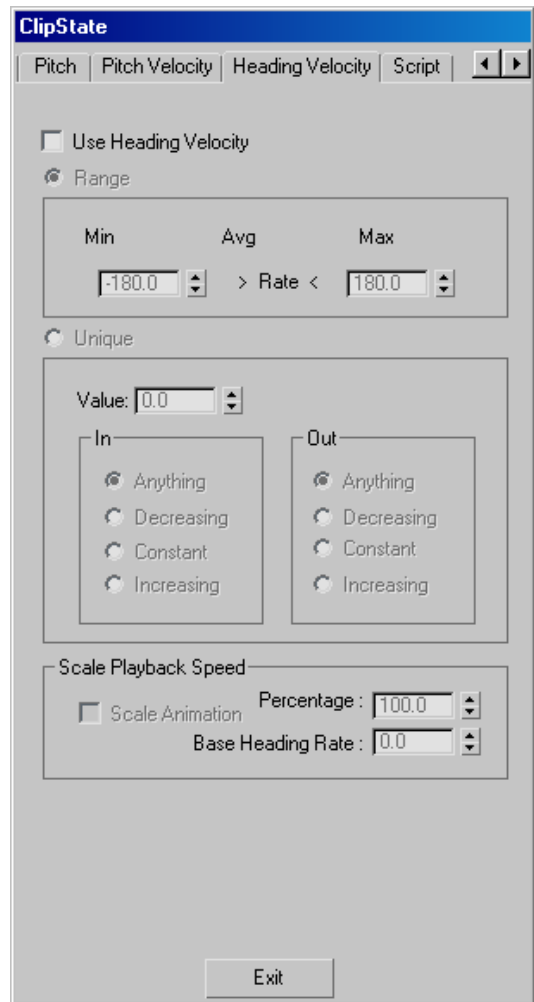 ClipState
Pitch Pitch Velocity Heading Velocity Script
Use Heading Velocity
Range
Min Avg Max
-180.0 > Rate < 180.0
Unique
Value: 0.0
In Out
Anything Anything
Decreasing Decreasing
Constant Constant
Increasing Increasing
Scale Playback Speed
Scale Animation Percentage : 100.0
Base Heading Rate : 0.0
Exit